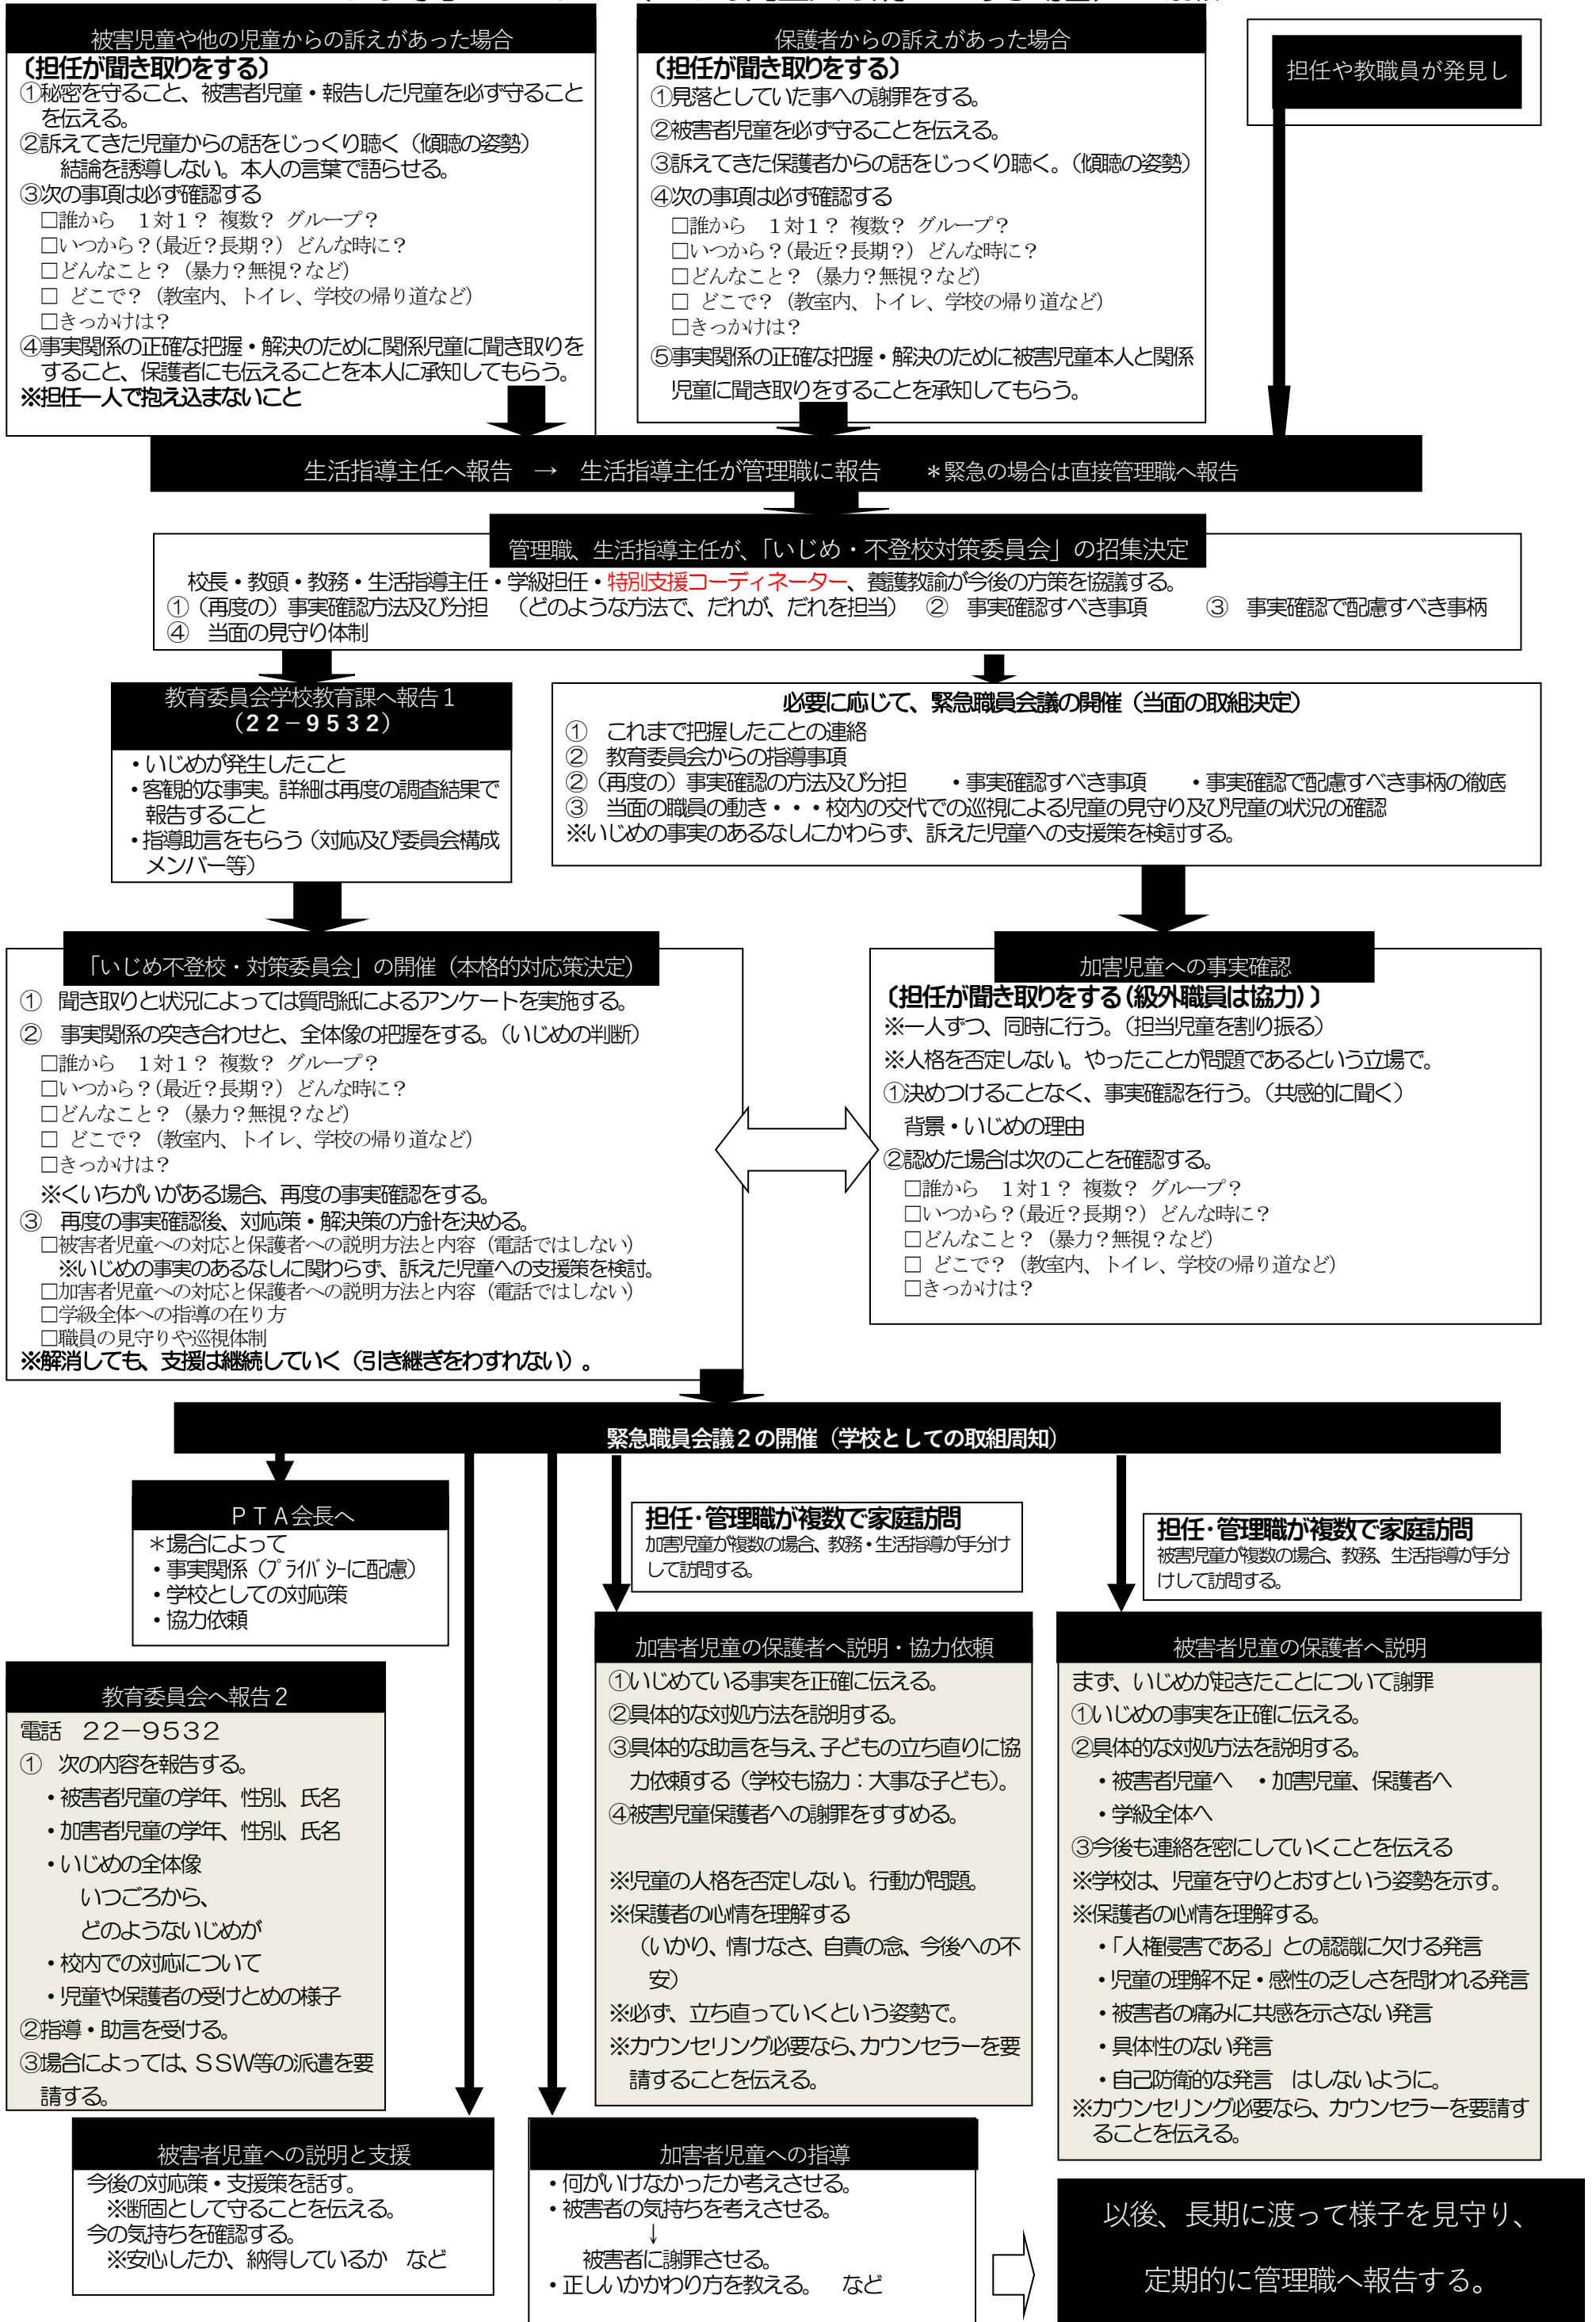 被害児童や他の児童からの訴えがあった場合
〔担任が聞き取りをする〕
①秘密を守ること、被害者児童・報告した児童を必ず守ること
を伝える。
②訴えてきた児童からの話をじっくり聴く（傾聴の姿勢）
結論を誘導しない。本人の言葉で語らせる。
③次の事項は必ず確認する
□誰から　１対１？ 複数？ グループ？
□いつから？(最近？長期？）どんな時に？
□どんなこと？（暴力？無視？など）
□ どこで？（教室内、トイレ、学校の帰り道など）
□きっかけは？
④事実関係の正確な把握・解決のために関係児童に聞き取りを
すること、保護者にも伝えることを本人に承知してもらう。
※担任一人で抱え込まないこと
保護者からの訴えがあった場合
〔担任が聞き取りをする〕
①見落としていた事への謝罪をする。
②被害者児童を必ず守ることを伝える。
③訴えてきた保護者からの話をじっくり聴く。（傾聴の姿勢）
④次の事項は必ず確認する
□誰から　１対１？ 複数？ グループ？
□いつから？(最近？長期？）どんな時に？
□どんなこと？（暴力？無視？など）
□ どこで？（教室内、トイレ、学校の帰り道など）
□きっかけは？
⑤事実関係の正確な把握・解決のために被害児童本人と関係
児童に聞き取りをすることを承知してもらう。
担任や教職員が発見し
生活指導主任へ報告　→　生活指導主任が管理職に報告　　＊緊急の場合は直接管理職へ報告
管理職、生活指導主任が、「いじめ・不登校対策委員会」の招集決定
校長・教頭・教務・生活指導主任・学級担任・特別支援コーディネーター、養護教諭が今後の方策を協議する。
①（再度の）事実確認方法及び分担　（どのような方法で、だれが、だれを担当）　②　事実確認すべき事項　　③　事実確認で配慮すべき事柄
④　当面の見守り体制
教育委員会学校教育課へ報告１
（２２－９５３２）
・いじめが発生したこと
・客観的な事実。詳細は再度の調査結果で
報告すること
・指導助言をもらう（対応及び委員会構成
メンバー等）
必要に応じて、緊急職員会議の開催（当面の取組決定）
①　これまで把握したことの連絡
②　教育委員会からの指導事項
②（再度の）事実確認の方法及び分担　　・事実確認すべき事項　　・事実確認で配慮すべき事柄の徹底
③　当面の職員の動き・・・校内の交代での巡視による児童の見守り及び児童の状況の確認
※いじめの事実のあるなしにかわらず、訴えた児童への支援策を検討する。
「いじめ不登校・対策委員会」の開催（本格的対応策決定）
①　聞き取りと状況によっては質問紙によるアンケートを実施する。
②　事実関係の突き合わせと、全体像の把握をする。（いじめの判断）
□誰から　１対１？ 複数？ グループ？
□いつから？(最近？長期？）どんな時に？
□どんなこと？（暴力？無視？など）
□ どこで？（教室内、トイレ、学校の帰り道など）
□きっかけは？
※くいちがいがある場合、再度の事実確認をする。
③　再度の事実確認後、対応策・解決策の方針を決める。
□被害者児童への対応と保護者への説明方法と内容（電話ではしない）
※いじめの事実のあるなしに関わらず、訴えた児童への支援策を検討。
□加害者児童への対応と保護者への説明方法と内容（電話ではしない）
□学級全体への指導の在り方
□職員の見守りや巡視体制
※解消しても、支援は継続していく（引き継ぎをわすれない）。
加害児童への事実確認
〔担任が聞き取りをする(級外職員は協力)〕
※一人ずつ、同時に行う。（担当児童を割り振る）
※人格を否定しない。やったことが問題であるという立場で。
①決めつけることなく、事実確認を行う。（共感的に聞く）
背景・いじめの理由
②認めた場合は次のことを確認する。
□誰から　１対１？ 複数？ グループ？
□いつから？(最近？長期？）どんな時に？
□どんなこと？（暴力？無視？など）
□ どこで？（教室内、トイレ、学校の帰り道など）
□きっかけは？
緊急職員会議２の開催（学校としての取組周知）
ＰＴＡ会長へ
＊場合によって
・事実関係（ﾌﾟﾗｲﾊﾞｼｰに配慮）
・学校としての対応策
・協力依頼
担任・管理職が複数で家庭訪問
加害児童が複数の場合、教務・生活指導が手分け
して訪問する。
担任・管理職が複数で家庭訪問
被害児童が複数の場合、教務、生活指導が手分
けして訪問する。
教育委員会へ報告２
電話　２２－９５３２
①　次の内容を報告する。
・被害者児童の学年、性別、氏名
・加害者児童の学年、性別、氏名
・いじめの全体像
いつごろから、
どのようないじめが
・校内での対応について
・児童や保護者の受けとめの様子
②指導・助言を受ける。
③場合によっては、ＳＳＷ等の派遣を要
請する。
加害者児童の保護者へ説明・協力依頼
①いじめている事実を正確に伝える。
②具体的な対処方法を説明する。
③具体的な助言を与え、子どもの立ち直りに協
力依頼する（学校も協力：大事な子ども）。
④被害児童保護者への謝罪をすすめる。
※児童の人格を否定しない。行動が問題。
※保護者の心情を理解する
（いかり、情けなさ、自責の念、今後への不
安）
※必ず、立ち直っていくという姿勢で。
※カウンセリング必要なら、カウンセラーを要
請することを伝える。
被害者児童の保護者へ説明
まず、いじめが起きたことについて謝罪
①いじめの事実を正確に伝える。
②具体的な対処方法を説明する。
・被害者児童へ　・加害児童、保護者へ
・学級全体へ
③今後も連絡を密にしていくことを伝える
※学校は、児童を守りとおすという姿勢を示す。
※保護者の心情を理解する。
・「人権侵害である」との認識に欠ける発言
・児童の理解不足・感性の乏しさを問われる発言
・被害者の痛みに共感を示さない発言
・具体性のない発言
・自己防衛的な発言　はしないように。
※カウンセリング必要なら、カウンセラーを要請す
ることを伝える。
被害者児童への説明と支援
今後の対応策・支援策を話す。
※断固として守ることを伝える。
今の気持ちを確認する。
※安心したか、納得しているか　など
加害者児童への指導
・何がいけなかったか考えさせる。
・被害者の気持ちを考えさせる。
↓
被害者に謝罪させる。
・正しいかかわり方を教える。　など
以後、長期に渡って様子を見守り、
定期的に管理職へ報告する。